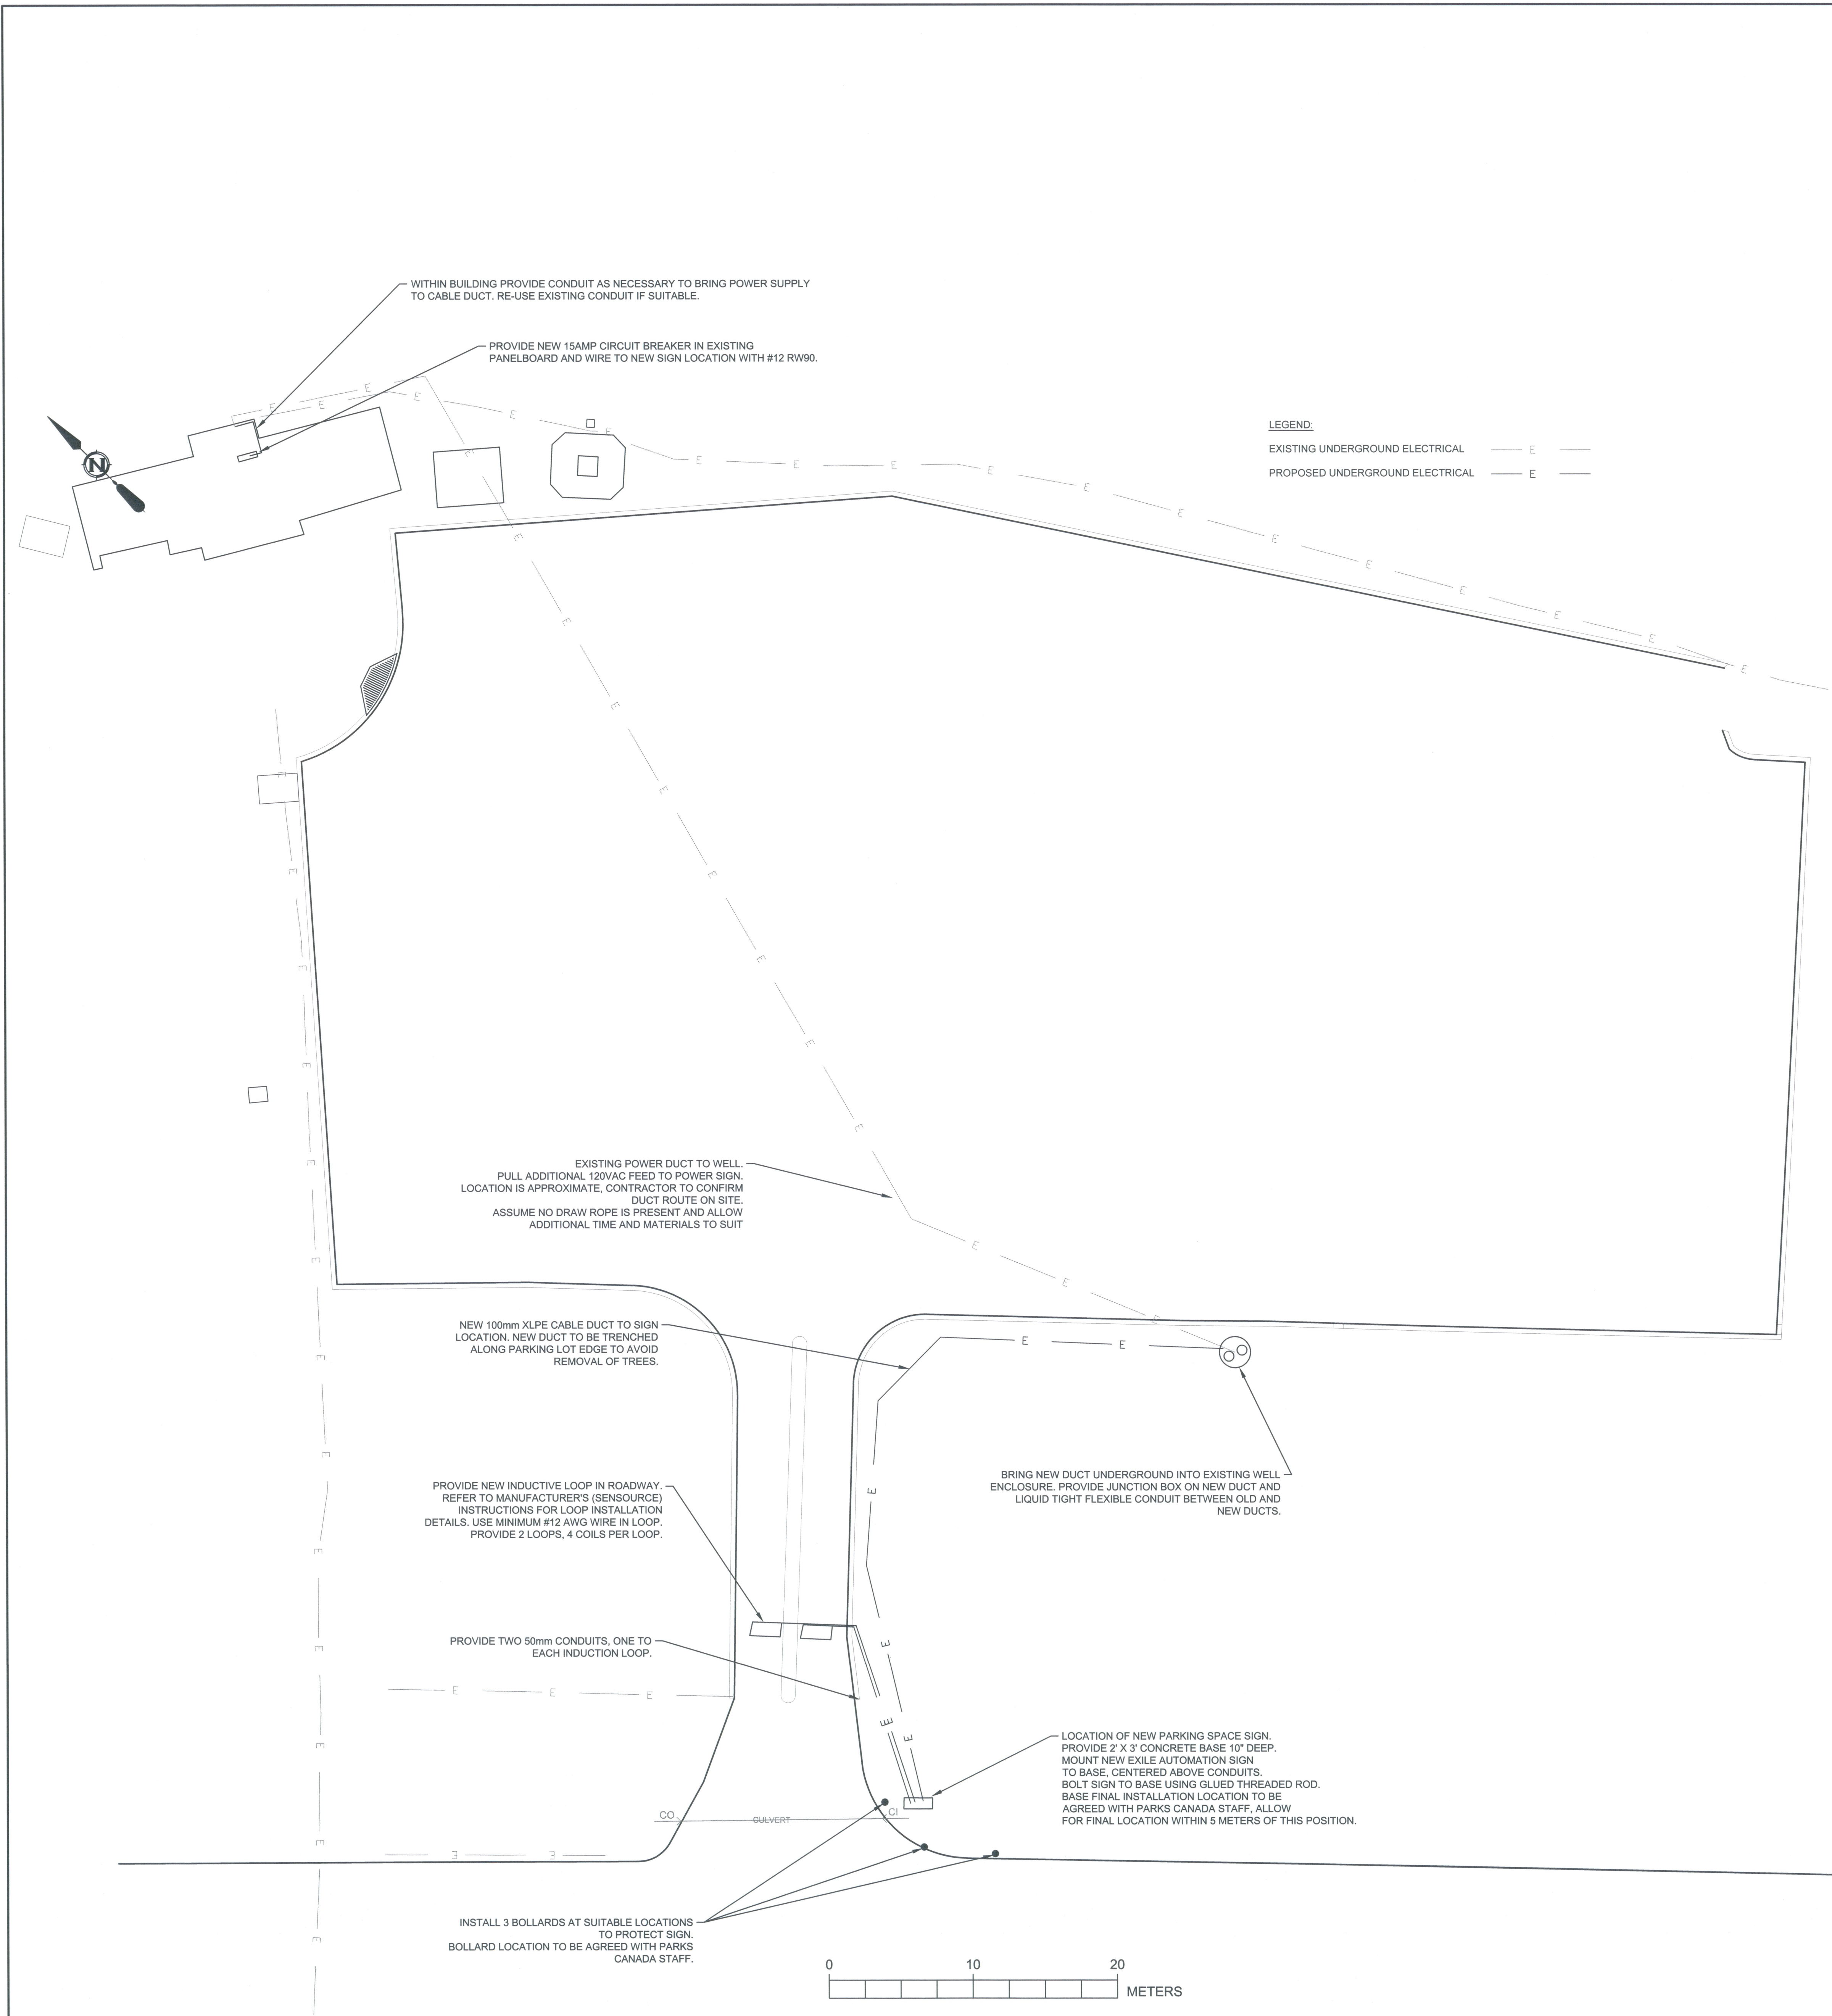 WITHIN BUILDING PROVIDE CONDUIT AS NECESSARY TO BRING POWER SUPPLY
TO CABLE DUCT. RE-USE EXISTING CONDUIT IF SUITABLE.
PROVIDE NEW 15AMP CIRCUIT BREAKER IN EXISTING
PANELBOARD AND WIRE TO NEW SIGN LOCATION WITH #12 RW90.
N
LEGEND:
EXISTING UNDERGROUND ELECTRICAL E
PROPOSED UNDERGROUND ELECTRICAL E
EXISTING POWER DUCT TO WELL.
PULL ADDITIONAL 120VAC FEED TO POWER SIGN.
LOCATION IS APPROXIMATE, CONTRACTOR TO CONFIRM
DUCT ROUTE ON SITE.
ASSUME NO DRAW ROPE IS PRESENT AND ALLOW
ADDITIONAL TIME AND MATERIALS TO SUIT
NEW 100mm XLPE CABLE DUCT TO SIGN
LOCATION. NEW DUCT TO BE TRENCHED
ALONG PARKING LOT EDGE TO AVOID
REMOVAL OF TREES.
E E
BRING NEW DUCT UNDERGROUND INTO EXISTING WELL
ENCLOSURE. PROVIDE JUNCTION BOX ON NEW DUCT AND
LIQUID TIGHT FLEXIBLE CONDUIT BETWEEN OLD AND
NEW DUCTS.
PROVIDE NEW INDUCTIVE LOOP IN ROADWAY.
REFER TO MANUFACTURER'S (SENSOURCE)
INSTRUCTIONS FOR LOOP INSTALLATION
DETAILS. USE MINIMUM #12 AWG WIRE IN LOOP.
PROVIDE 2 LOOPS, 4 COILS PER LOOP.
PROVIDE TWO 50mm CONDUITS, ONE TO
EACH INDUCTION LOOP.
E E E
LOCATION OF NEW PARKING SPACE SIGN.
PROVIDE 2' X 3' CONCRETE BASE 10" DEEP.
MOUNT NEW EXILE AUTOMATION SIGN
TO BASE, CENTERED ABOVE CONDUITS.
BOLT SIGN TO BASE USING GLUED THREADED ROD.
BASE FINAL INSTALLATION LOCATION TO BE
AGREED WITH PARKS CANADA STAFF, ALLOW
FOR FINAL LOCATION WITHIN 5 METERS OF THIS POSITION.
CO CULVERT CI
INSTALL 3 BOLLARDS AT SUITABLE LOCATIONS
TO PROTECT SIGN.
BOLLARD LOCATION TO BE AGREED WITH PARKS
CANADA STAFF.
0 10 20
METERS